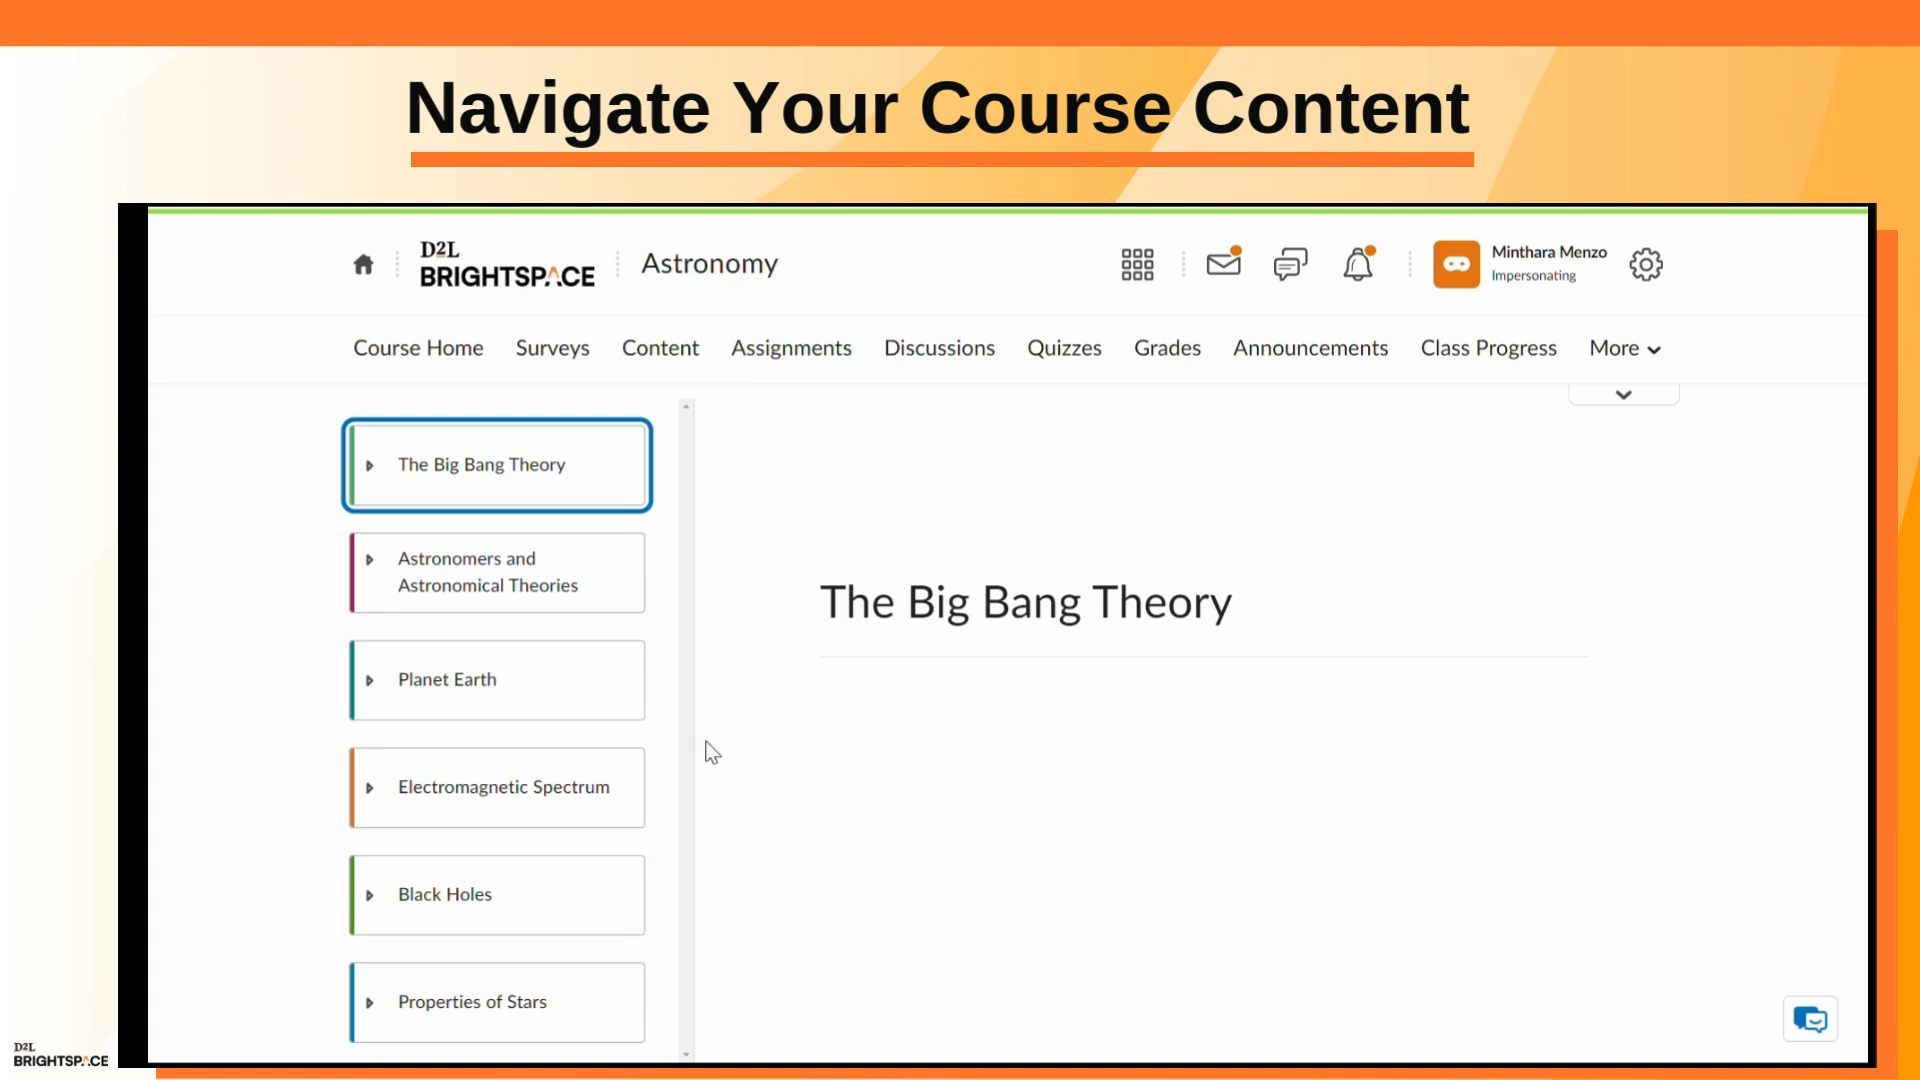 Navigate Your Course Content
D2L
BRIGHTSPACE
Astronomy
Minthara Menzo
Impersonating
Course Home Surveys Content Assignments Discussions Quizzes Grades Announcements Class Progress More
The Big Bang Theory
Astronomers and
Astronomical Theories
Planet Earth
Electromagnetic Spectrum
Black Holes
Properties of Stars
The Big Bang Theory
D2L
BRIGHTSPACE